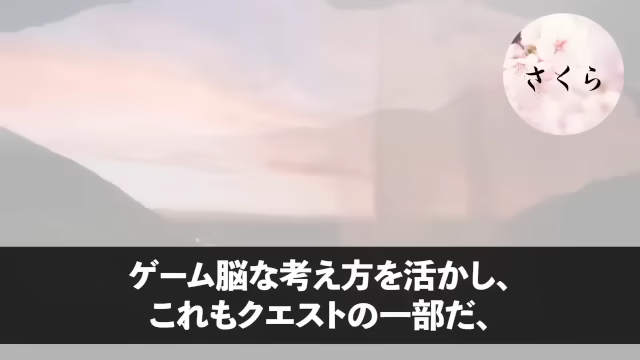 さくら
ゲーム脳な考え方を活かし、
これもクエストの一部だ、